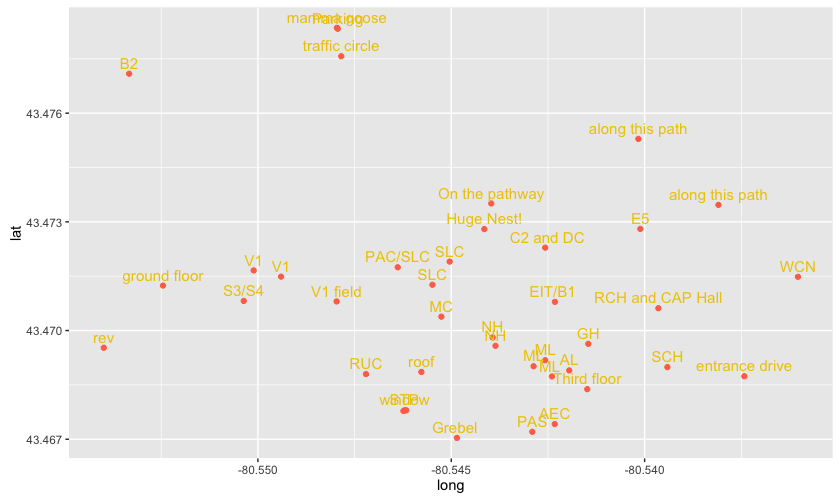 mamma goose
Parking
traffic circle
B2
43.476
along this path
On the pathway
along this path
43.473
Huge Nest!
E5
C2 and DC
SLC
PAC/SLC
V1
V1
WCN
SLC
ground floor
S3/S4
V1 field
EIT/B1
RCH and CAP Hall
MC
43.470
NH
NH
GH
rev
ML
ML
ML
AL
SCH
RUC
roof
entrance drive
Third floor
window
STP
AEC
PAS
Grebel
43.467
-80.550
-80.545
-80.540
long
lat